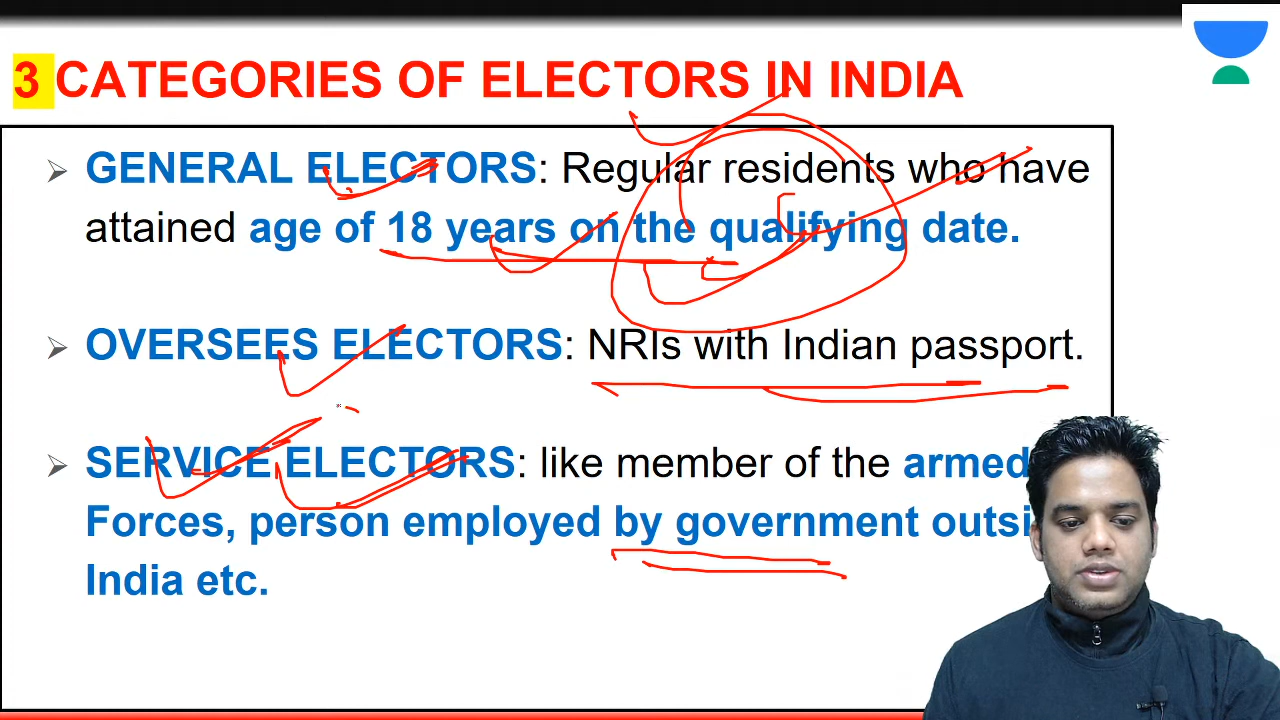 3 CATEGORIES OF ELECTORS IN INDIA
GENERAL ELECTORS: Regular residents who have
attained age of 18 years on the qualifying date.
OVERSEES ELECTORS: NRIs with Indian passport.
SERVICE ELECTORS: like member of the armed
Forces, person employed by government outsi
India etc.